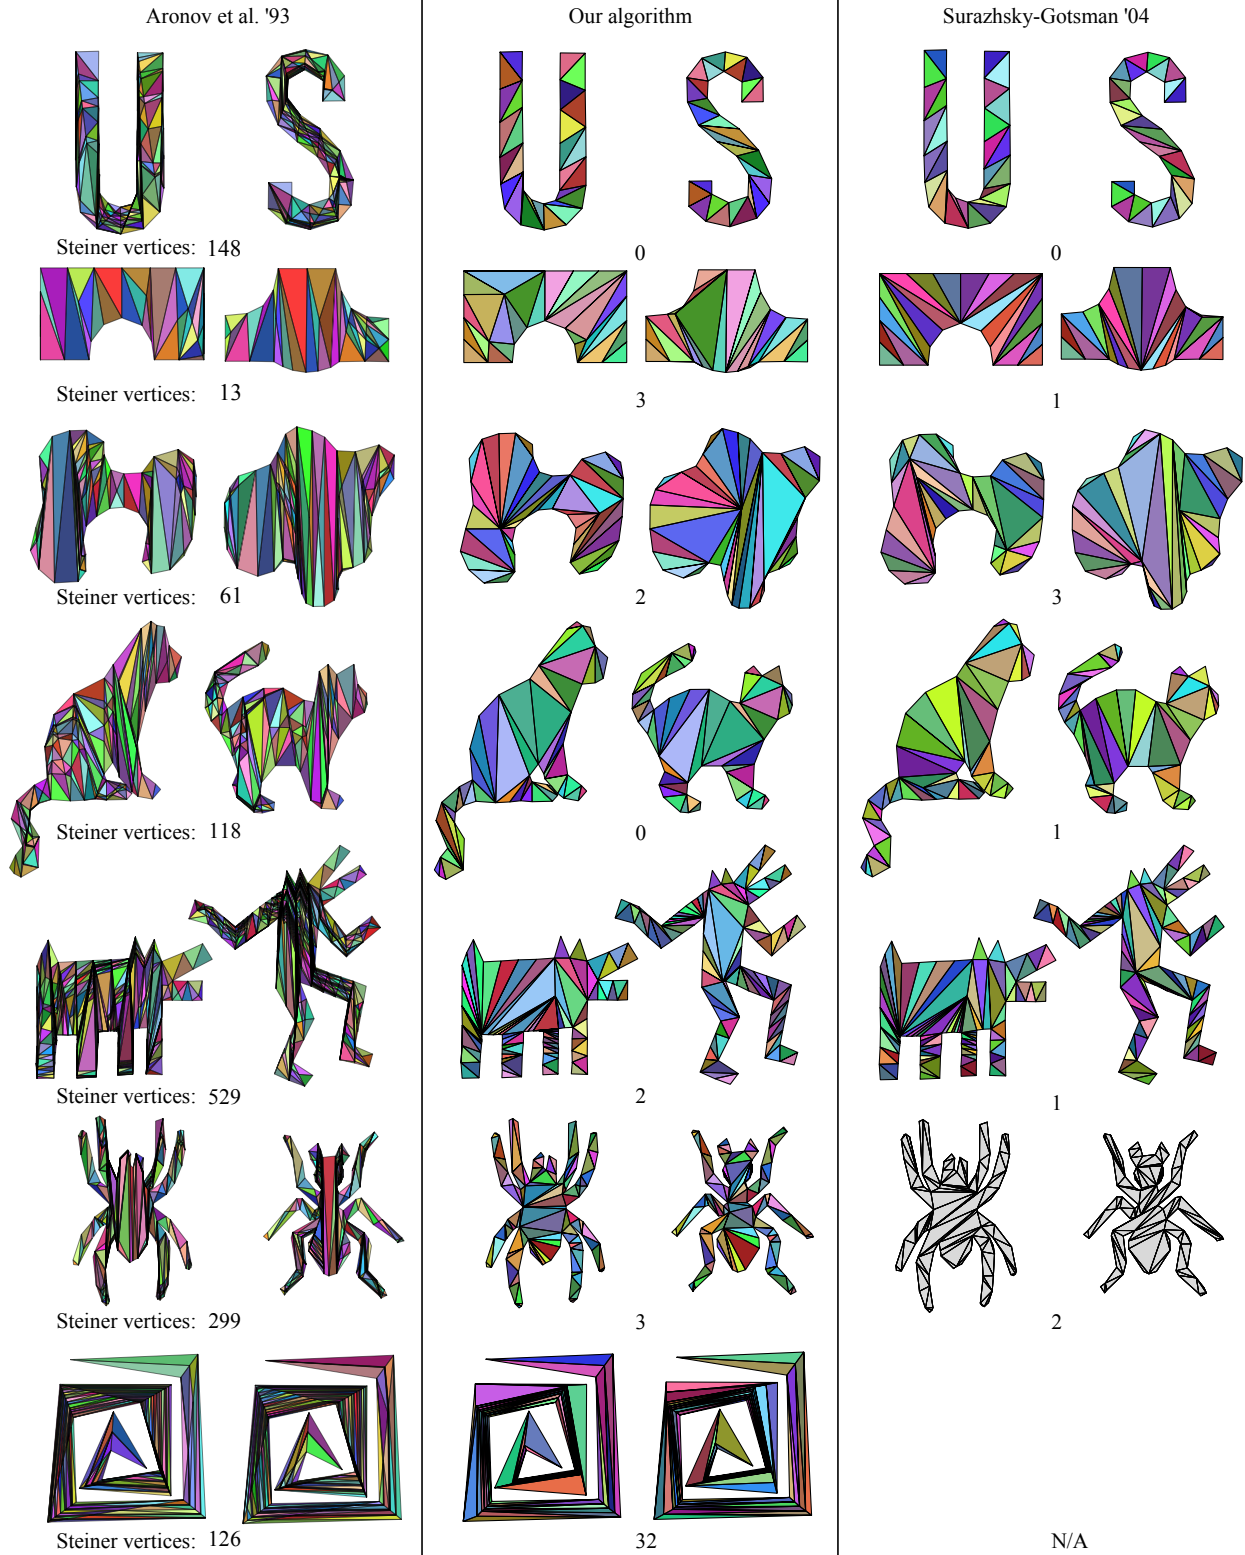 Aronov et al. '93 Our algorithm Surazhsky-Gotsman '04
Steiner vertices: 148 0 0
Steiner vertices: 13 3 1
Steiner vertices: 61 2 3
Steiner vertices: 118 0 1
Steiner vertices: 529 2 1
Steiner vertices: 299 3 2
Steiner vertices: 126 32 N/A